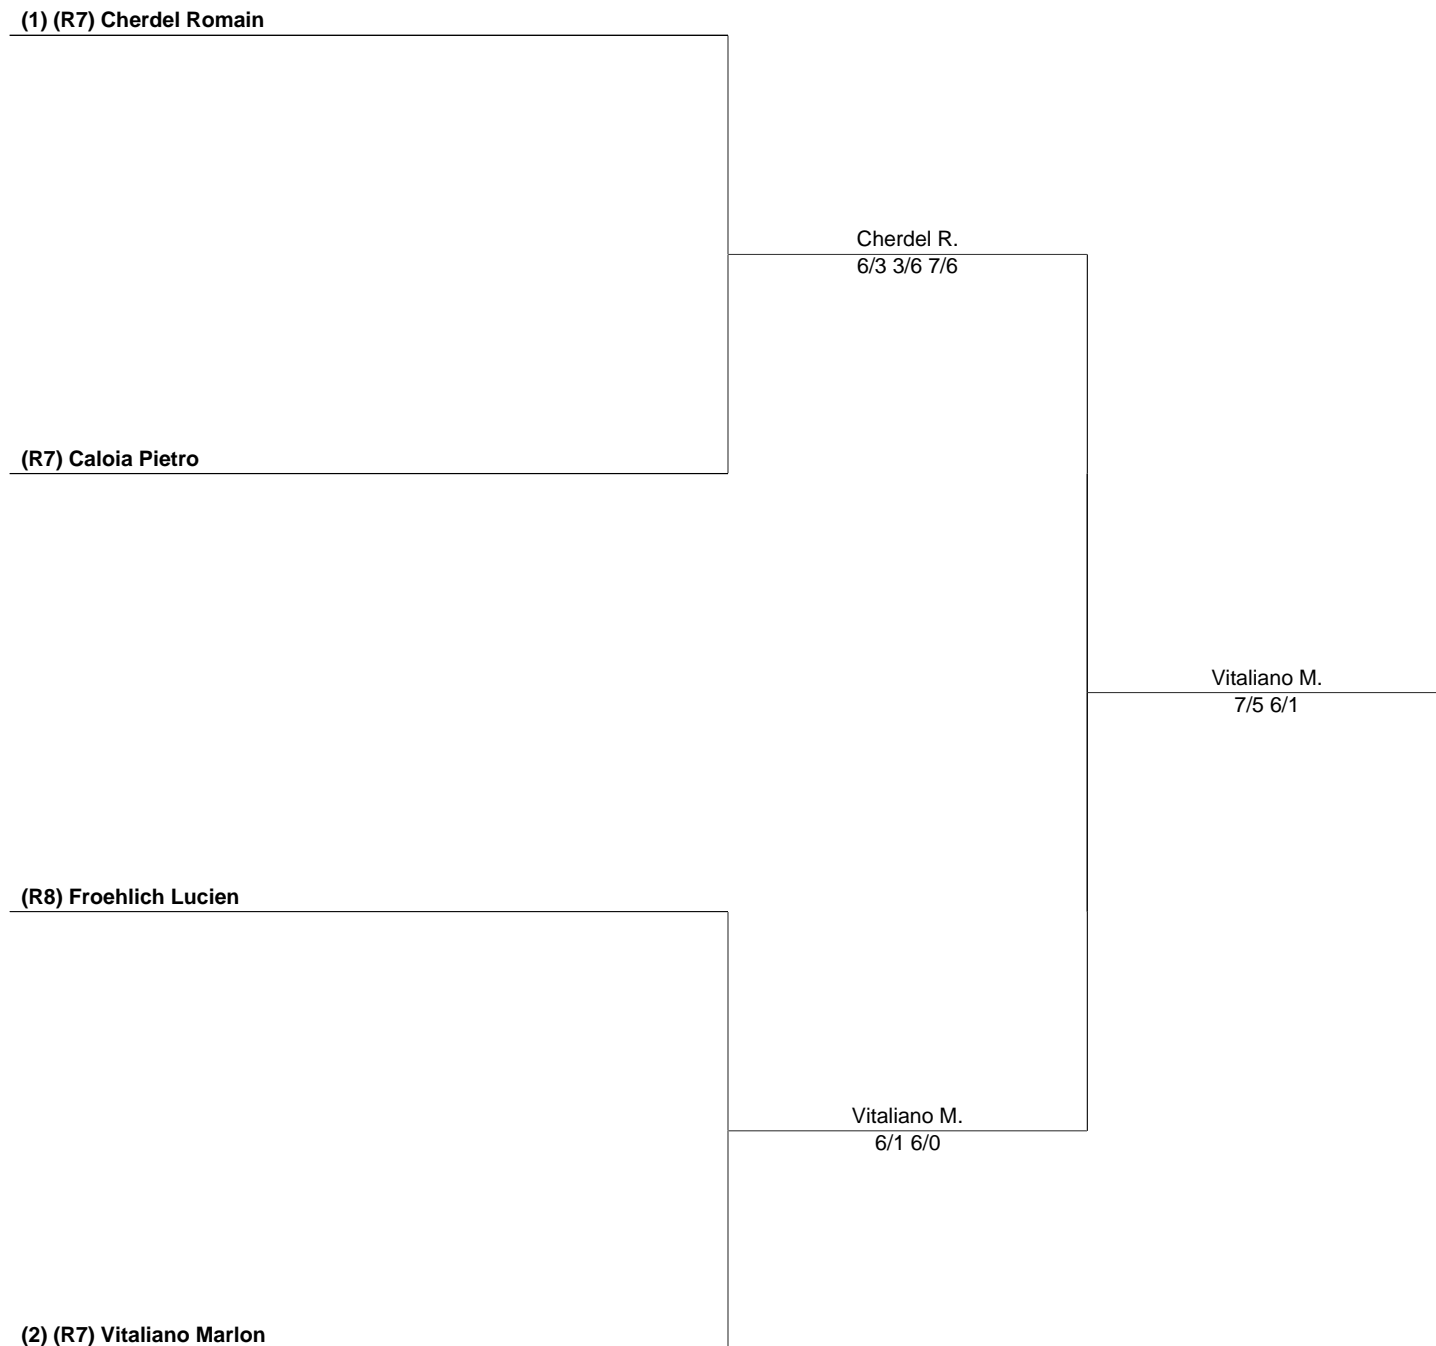 (1) (R7) Cherdel Romain
Cherdel R.
6/3 3/6 7/6
(R7) Caloia Pietro
Vitaliano M.
7/5 6/1
(R8) Froehlich Lucien
Vitaliano M.
6/1 6/0
(2) (R7) Vitaliano Marlon